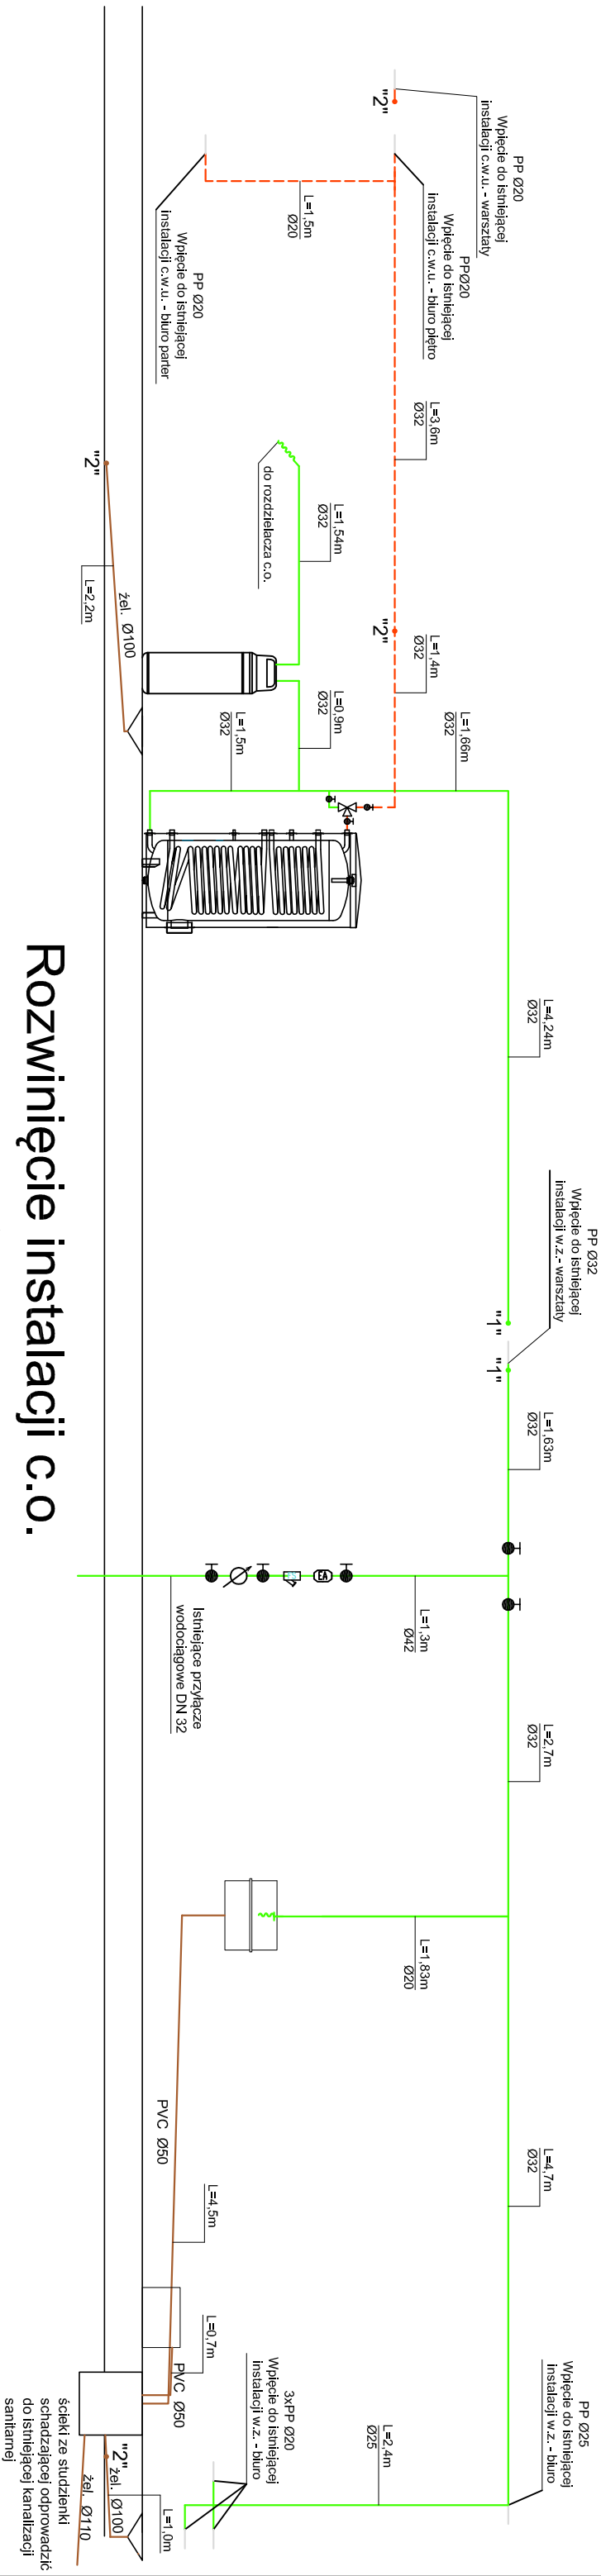 PP Ø20
Wpięcie do istniejącej
instalacji c.w.u. - warsztaty
"2"
PPØ20
Wpięcie do istniejącej
instalacji c.w.u. - biuro piętro
L=1,5m
Ø20
PP Ø20
Wpięcie do istniejącej
instalacji c.w.u. - biuro parter
L=3,6m
Ø32
"2"
L=1,4m
Ø32
L=1,54m
Ø32
do rozdzielacza c.o.
"2"
L=2,2m
żel. Ø100
L=0,9m
Ø32
L=1,5m
Ø32
L=1,66m
Ø32
L=4,24m
Ø32
PP Ø32
Wpięcie do istniejącej
instalacji w.z.- warsztaty
"1"
"1"
L=1,63m
Ø32
L=1,3m
Ø42
EA
Istniejące przyłącze
wodociągowe DN 32
L=2,7m
Ø32
L=1,83m
Ø20
L=4,7m
Ø32
PVC Ø50
L=4,5m
L=0,7m
PVC Ø50
PP Ø25
Wpięcie do istniejącej
instalacji w.z. - biuro
L=2,4m
Ø25
3xPP Ø20
Wpięcie do istniejącej
instalacji w.z. - biuro
L=1,0m
"2"
żel. Ø100
żel. Ø110
ścieki ze studzienki
schadzającej odprowadzić
do istniejącej kanalizacji
sanitarnej
Rozwinięcie instalacji c.o.